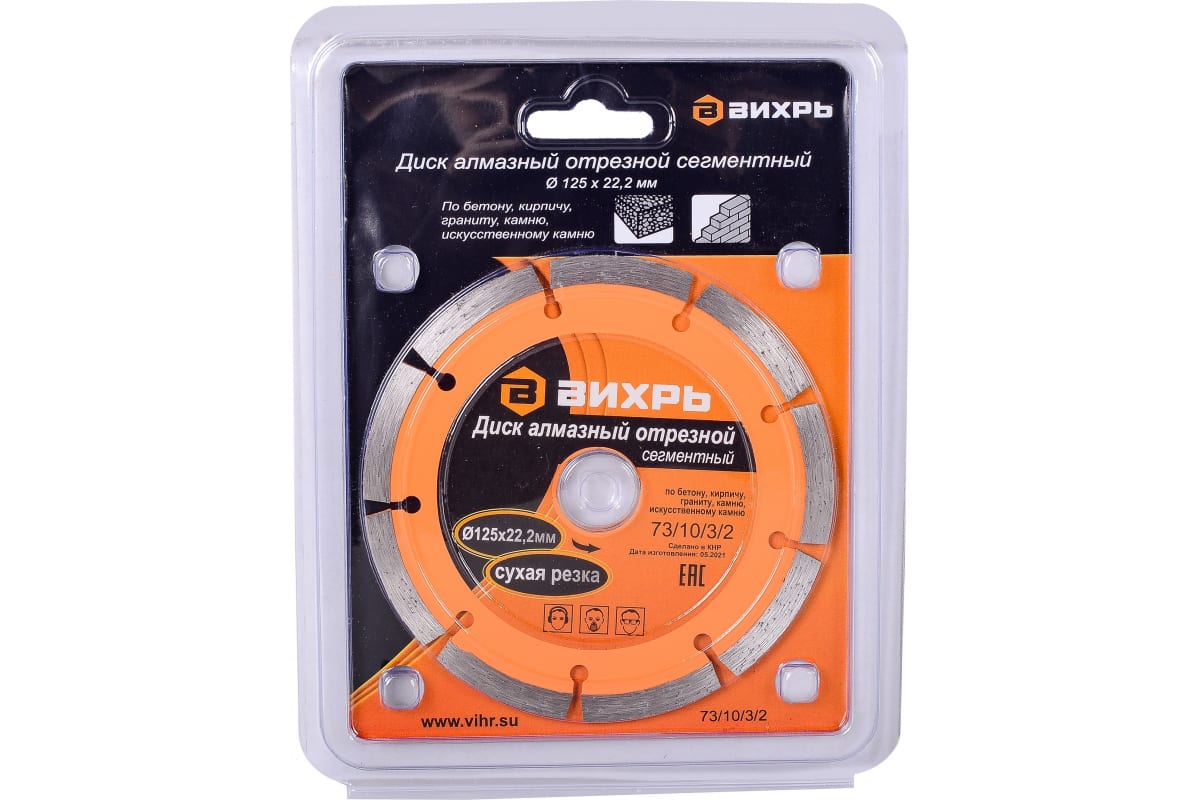 ВИХРЬ
Диск алмазный отрезной сегментный
Ø 125 x 22,2 мм
По бетону, кирпичу,
граниту, камню,
искусственному камню
ВИХРЬ
Диск алмазный отрезной
сегментный
по бетону, кирпичу,
граниту, камню,
искусственному камню
73/10/3/2
Сделано в КНР
Дата изготовления: 05.2021
EAC
Ø125x22,2мм
сухая резка
www.vihr.su
73/10/3/2